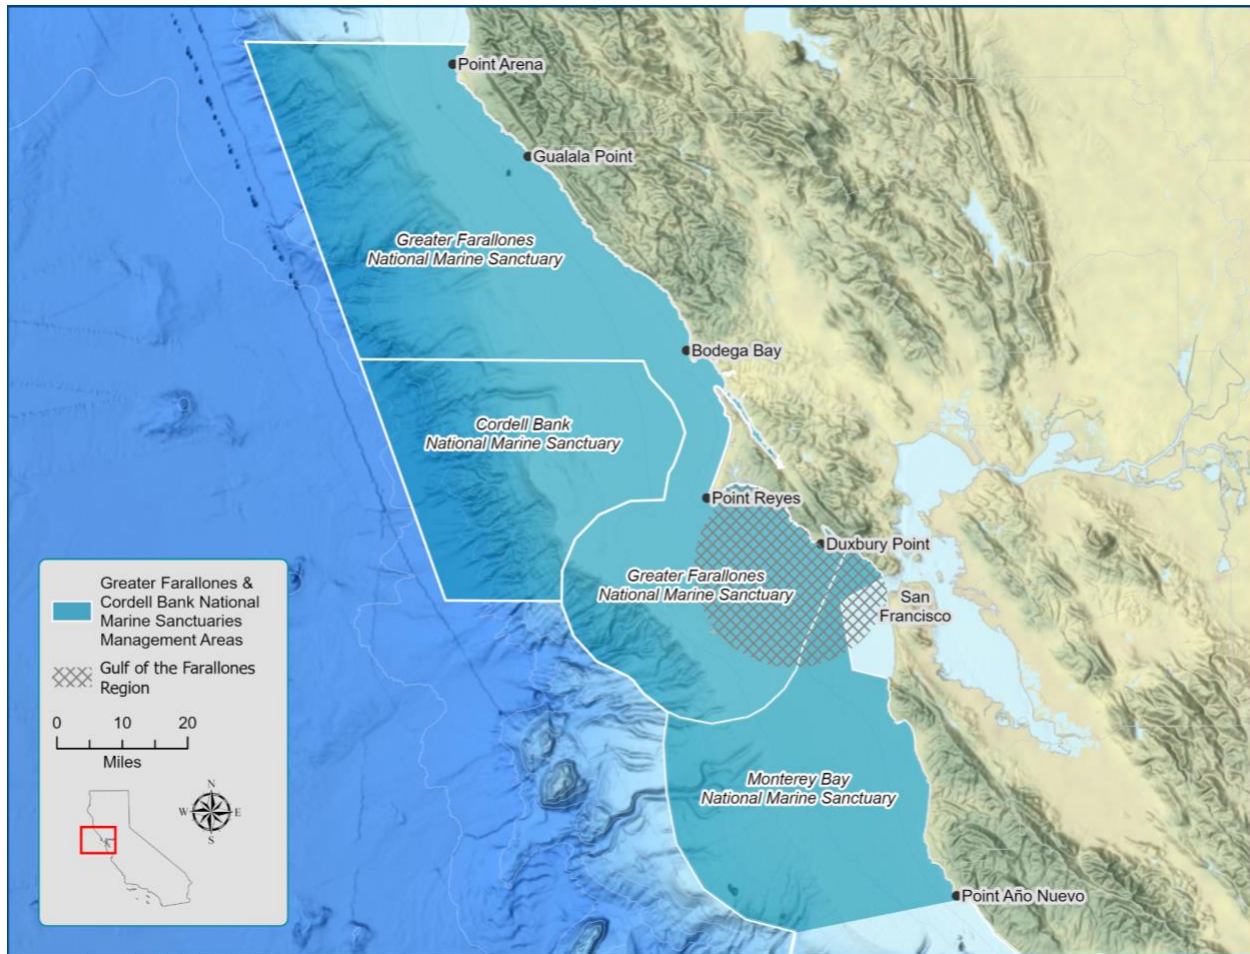 Point Arena
Gualala Point
Greater Farallones
National Marine Sanctuary
Bodega Bay
Cordell Bank
National Marine Sanctuary
Point Reyes
Duxbury Point
Greater Farallones
National Marine Sanctuary
San
Francisco
Monterey Bay
National Marine Sanctuary
Point Año Nuevo
Greater Farallones &
Cordell Bank National
Marine Sanctuaries
Management Areas
Gulf of the Farallones
Region
0 10 20
Miles
N
W E
S